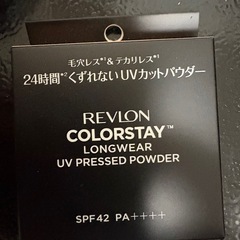 毛穴レス*¹&テカリレス*¹
24時間*²くずれない UVカットパウダー
REVLON
COLORSTAY™
LONGWEAR
UV PRESSED POWDER
SPF42 PA++++